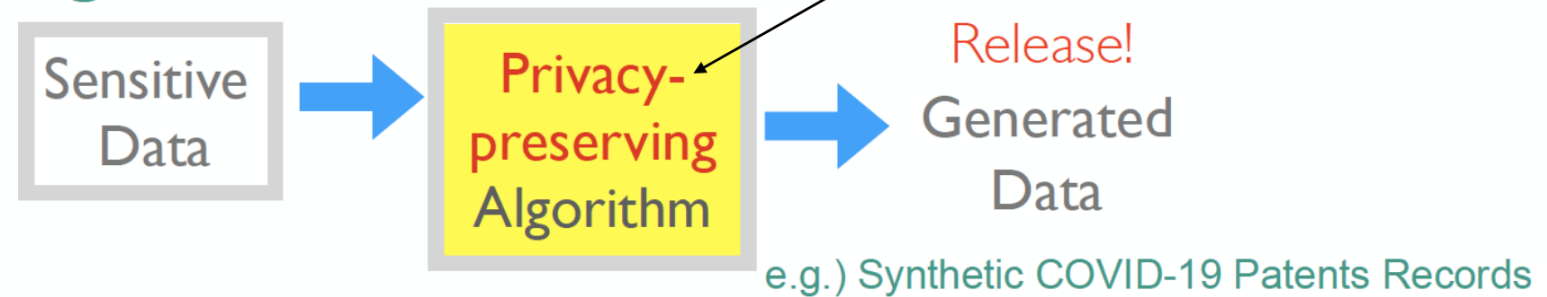 Sensitive
Data
Privacy-
preserving
Algorithm
Release!
Generated
Data
e.g.) Synthetic COVID-19 Patents Records